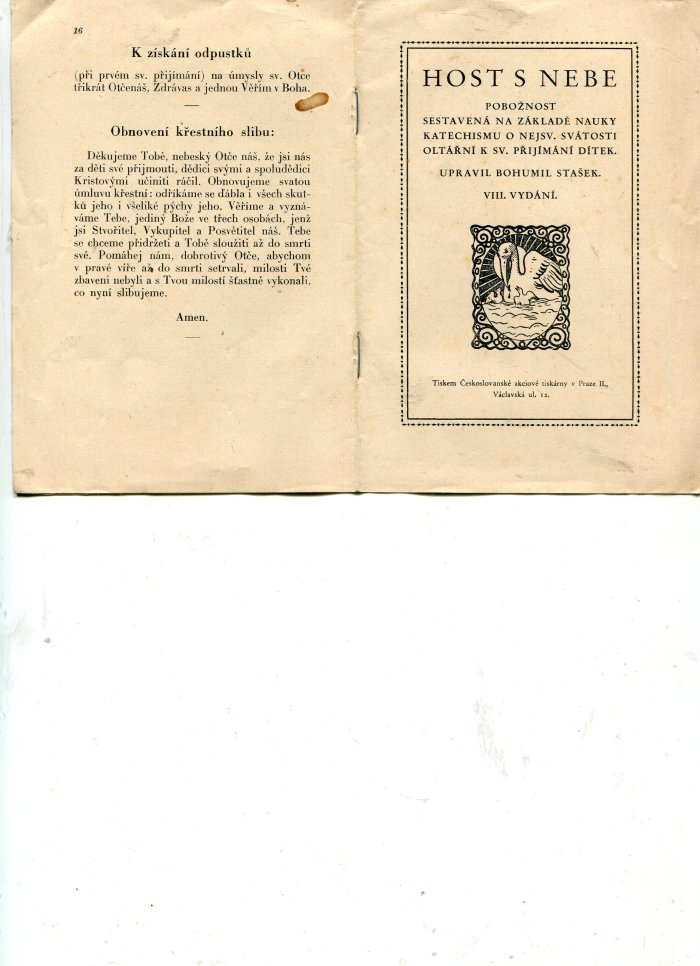 16
K získání odpustků
(při prvém sv. přijímání) na úmysly sv. Otce
třikrát Otčenáš, Zdrávas a jednou Věřím v Boha.
Obnovení křestního slibu:
Děkujeme Tobě, nebeský Otče náš, že jsi nás
za děti své přijmouti, dědici svými a spoludědici
Kristovými učiniti ráčil. Obnovujeme svatou
úmluvu křestní: odříkáme se ďábla i všech skut-
ků jeho i všeliké pýchy jeho. Věříme a vyzná-
váme Tebe, jediný Bože ve třech osobách, jenž
jsi Stvořitel, Vykupitel a Posvětitel náš. Tebe
se chceme přidržeti a Tobě sloužiti až do smrti
své. Pomáhej nám, dobrotivý Otče, abychom
v pravé víře až do smrti setrvali, milosti Tvé
zbaveni nebyli a s Tvou milostí šťastně vykonali,
co nyní slibujeme.
Amen.
HOST S NEBE
POBOŽNOST
SESTAVENÁ NA ZÁKLADĚ NAUKY
KATECHISMU O NEJSV. SVÁTOSTI
OLTÁŘNÍ K SV. PŘIJÍMÁNÍ DÍTEK.
UPRAVIL BOHUMIL STAŠEK.
VIII. VYDÁNÍ.
Tiskem Československé akciové tiskárny v Praze II.,
Václavská ul. 12.